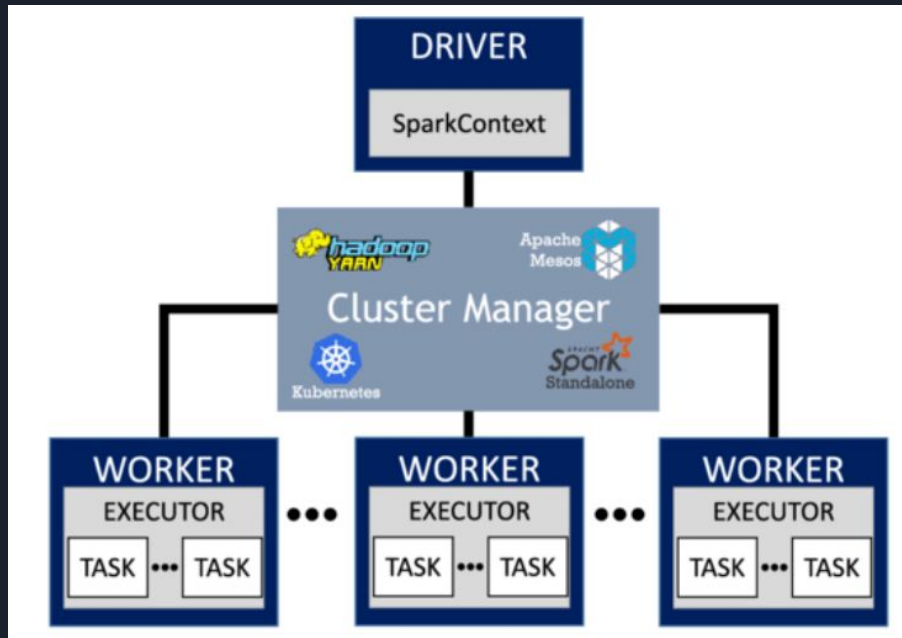 DRIVER
SparkContext
hadoop
YARN
Apache
Mesos
Cluster Manager
Kubernetes
APACHE
Spark
Standalone
WORKER
EXECUTOR
TASK ••• TASK
•••
WORKER
EXECUTOR
TASK ••• TASK
•••
WORKER
EXECUTOR
TASK ••• TASK